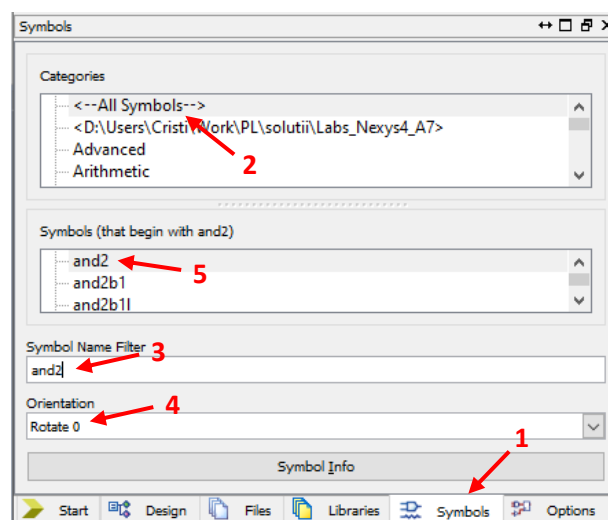 Symbols
Categories
<--All Symbols-->
<D:\Users\Cristi\Work\PL\solutii\Labs_Nexys4_A7>
Advanced
2
Arithmetic
Symbols (that begin with and2)
and2
5
and2b1
and2b1l
Symbol Name Filter
3
and2
Orientation
4
Rotate 0
1
Symbol Info
Start Design Files Libraries Symbols Options